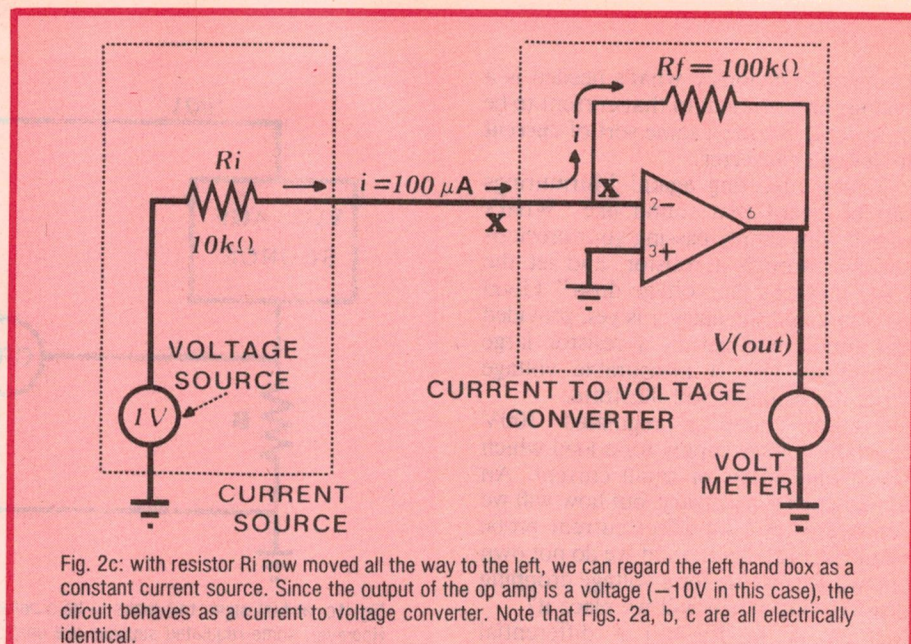 Rf = 100kΩ
i
Ri
i = 100 µA
X
X
10kΩ
2-
6
3+
V(out)
VOLTAGE
SOURCE
1V
CURRENT TO VOLTAGE
CONVERTER
VOLT
METER
CURRENT
SOURCE
Fig. 2c: with resistor Ri now moved all the way to the left, we can regard the left hand box as a
constant current source. Since the output of the op amp is a voltage (−10V in this case), the
circuit behaves as a current to voltage converter. Note that Figs. 2a, b, c are all electrically
identical.